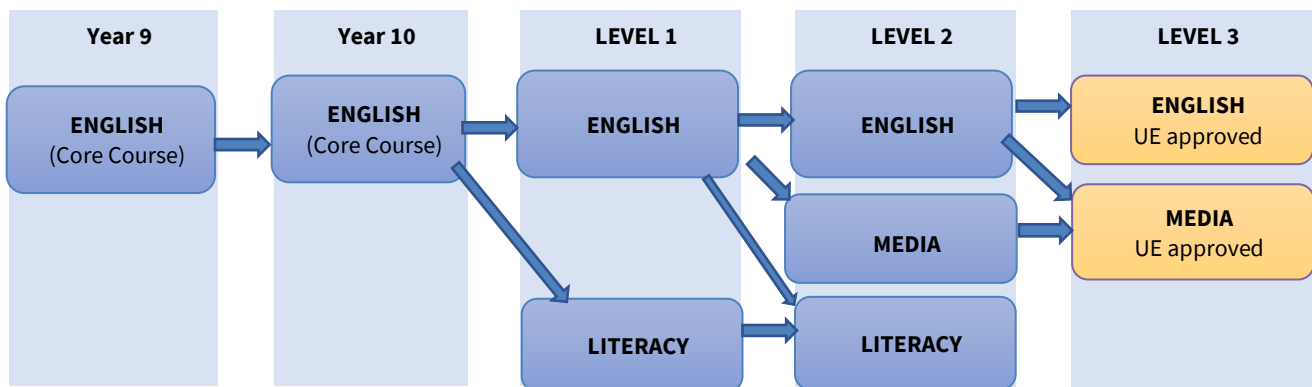 Year 9
Year 10
LEVEL 1
LEVEL 2
LEVEL 3
ENGLISH
(Core Course)
ENGLISH
(Core Course)
ENGLISH
ENGLISH
ENGLISH
UE approved
MEDIA
MEDIA
UE approved
LITERACY
LITERACY